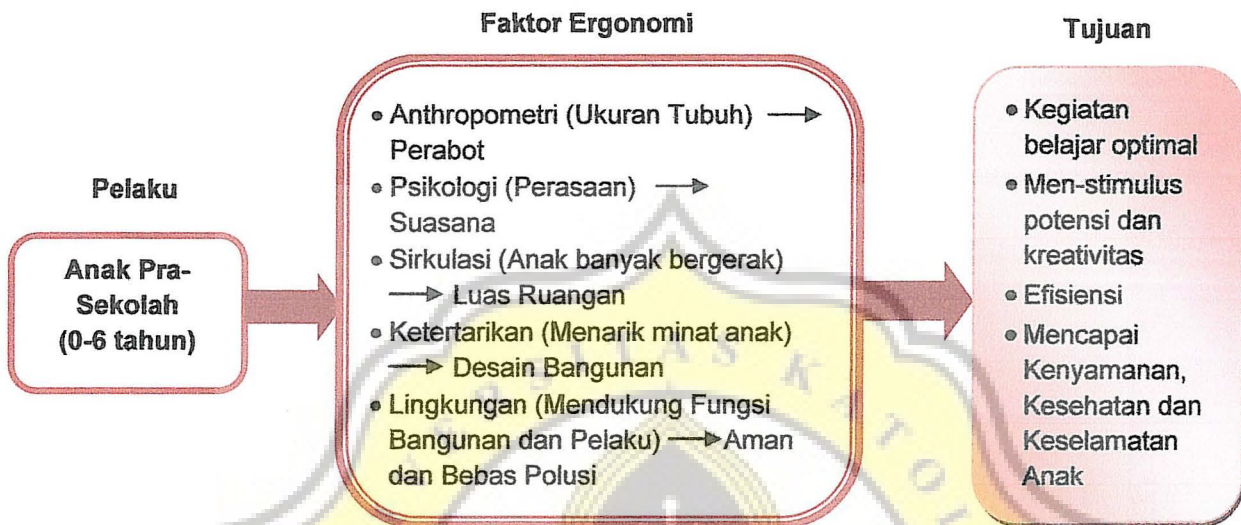 Faktor Ergonomi
Tujuan
Pelaku
Anak Pra-
Sekolah
(0-6 tahun)
• Anthropometri (Ukuran Tubuh) →
Perabot
• Psikologi (Perasaan) →
Suasana
• Sirkulasi (Anak banyak bergerak)
→ Luas Ruangan
• Ketertarikan (Menarik minat anak)
→ Desain Bangunan
• Lingkungan (Mendukung Fungsi
Bangunan dan Pelaku) → Aman
dan Bebas Polusi
• Kegiatan
belajar optimal
• Men-stimulus
potensi dan
kreativitas
• Efisiensi
• Mencapai
Kenyamanan,
Kesehatan dan
Keselamatan
Anak